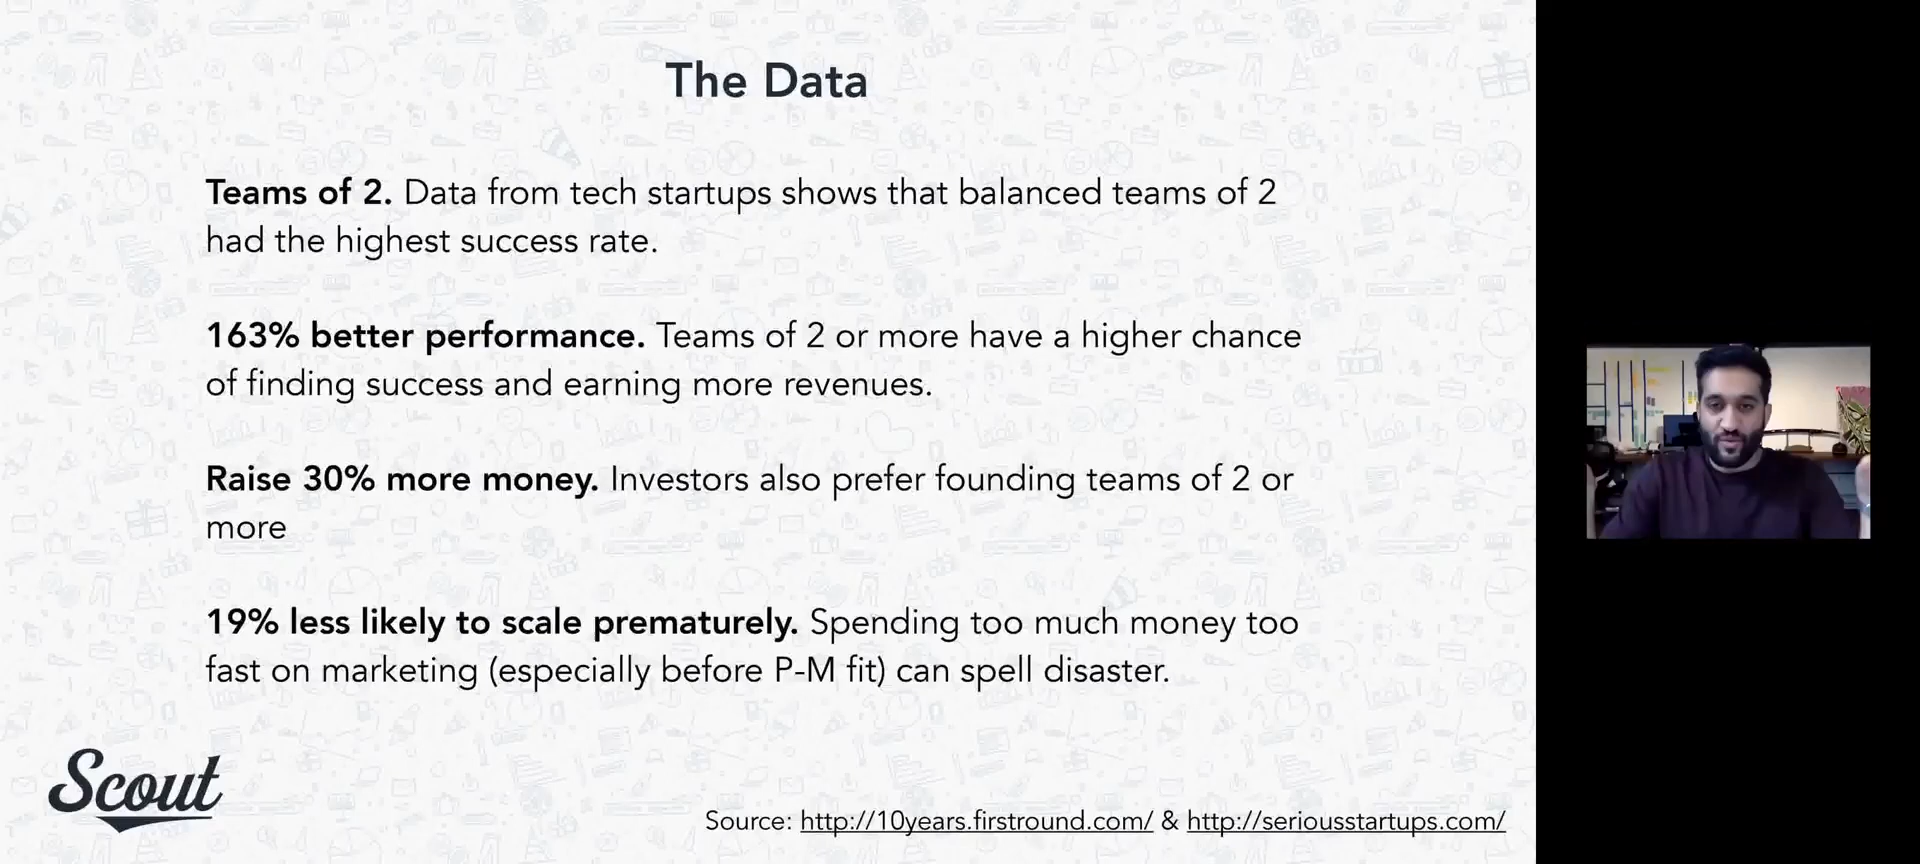 The Data
Teams of 2. Data from tech startups shows that balanced teams of 2
had the highest success rate.
163% better performance. Teams of 2 or more have a higher chance
of finding success and earning more revenues.
Raise 30% more money. Investors also prefer founding teams of 2 or
more
19% less likely to scale prematurely. Spending too much money too
fast on marketing (especially before P-M fit) can spell disaster.
Scout
Source: http://10years.firstround.com/ & http://seriousstartups.com/